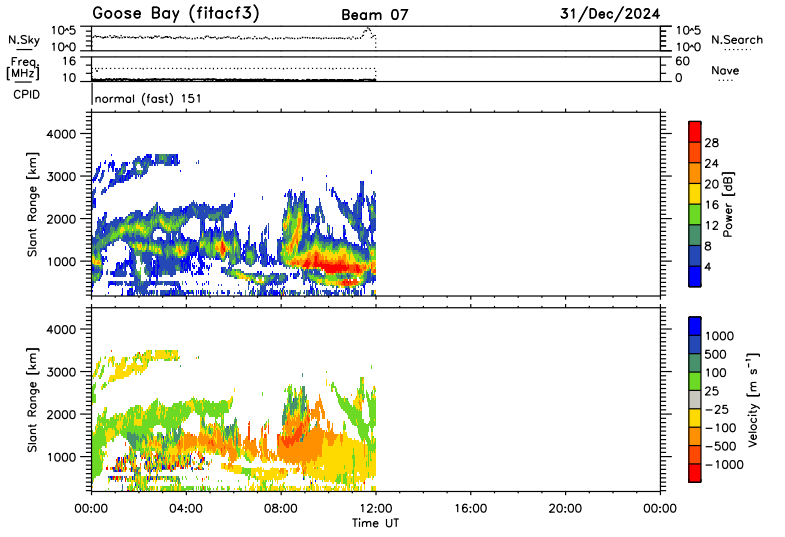 Goose Bay (fitacf3) Beam 07 31/Dec/2024
N.Sky 10^5 10^0 10^5 10^0 N.Search
Freq. [MHz] 16 10 60 0 Nave
CPID normal (fast) 151
Slant Range [km] 4000 3000 2000 1000
Power [dB] 28 24 20 16 12 8 4
Slant Range [km] 4000 3000 2000 1000
Velocity [m s⁻¹] 1000 500 100 25 −25 −100 −500 −1000
00:00 04:00 08:00 12:00 16:00 20:00 00:00
Time UT